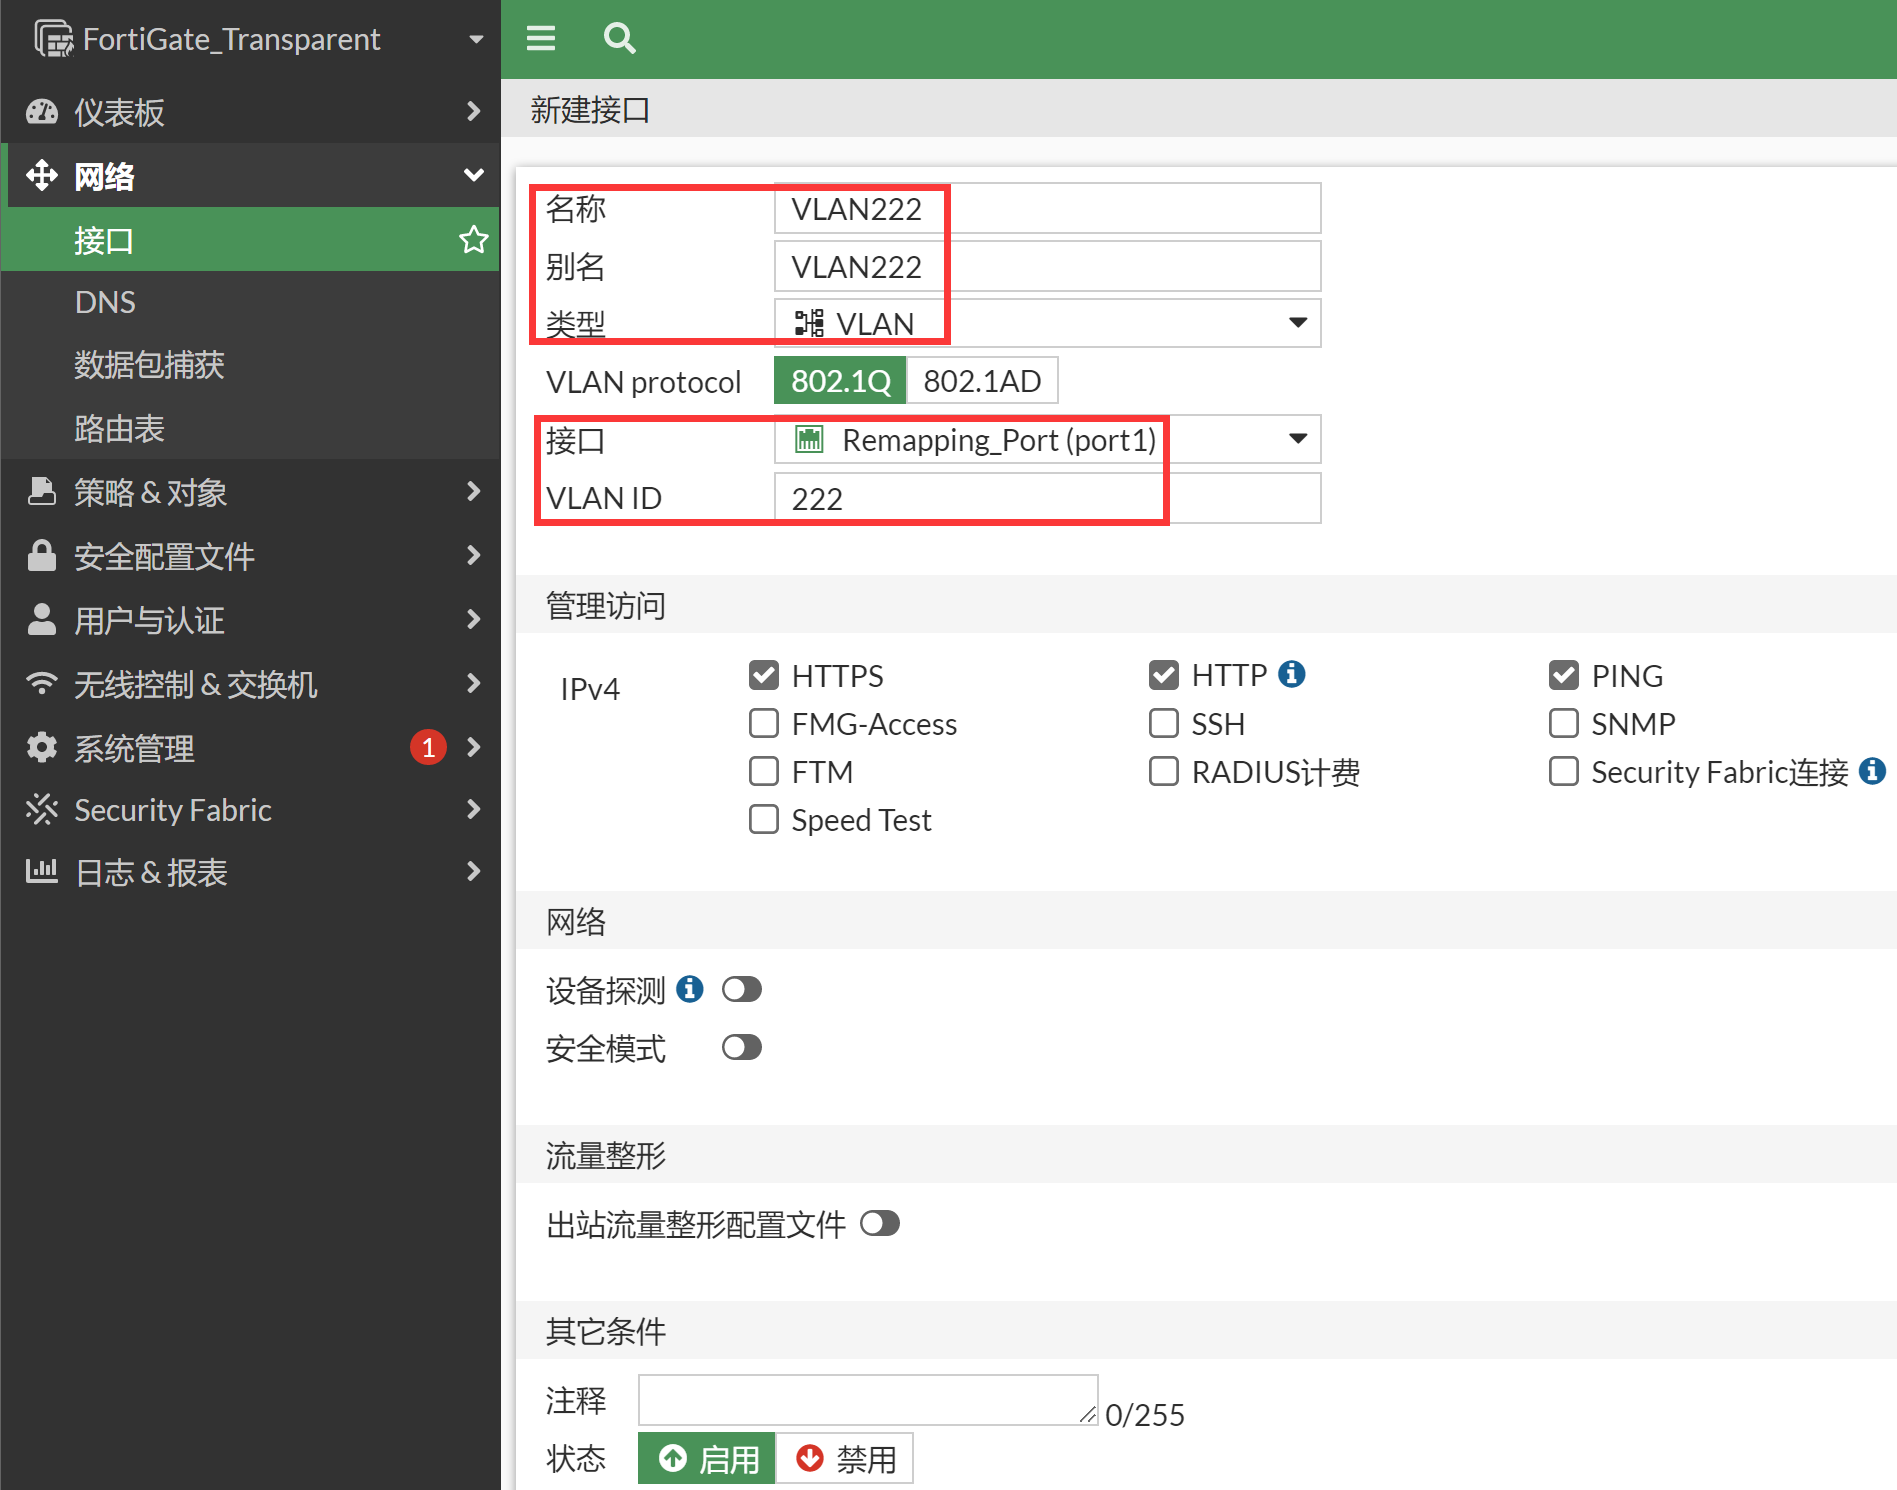 FortiGate_Transparent
仪表板
网络
接口
DNS
数据包捕获
路由表
策略 & 对象
安全配置文件
用户与认证
无线控制 & 交换机
系统管理 1
Security Fabric
日志 & 报表
新建接口
名称 VLAN222
别名 VLAN222
类型 VLAN
VLAN protocol 802.1Q 802.1AD
接口 Remapping_Port (port1)
VLAN ID 222
管理访问
IPv4 HTTPS HTTP PING
FMG-Access SSH SNMP
FTM RADIUS计费 Security Fabric连接
Speed Test
网络
设备探测
安全模式
流量整形
出站流量整形配置文件
其它条件
注释 0/255
状态 启用 禁用